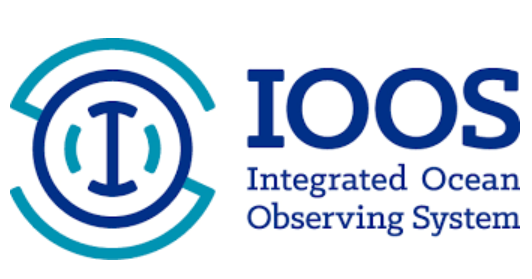 IOOS
Integrated Ocean
Observing System